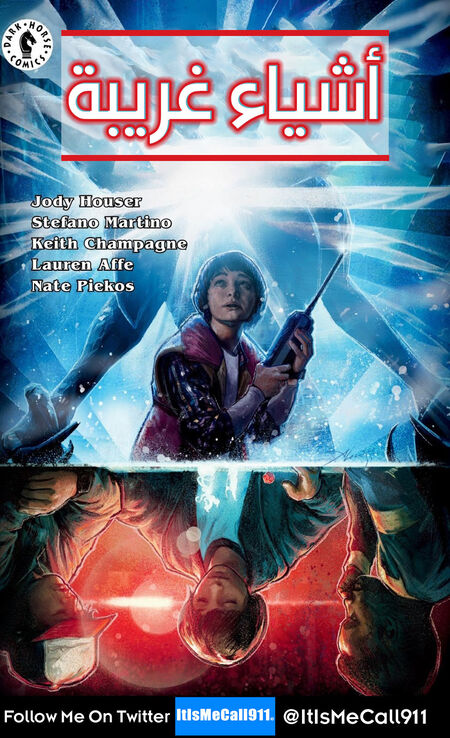 DARK HORSE COMICS
أشياء غريبة
Jody Houser
Stefano Martino
Keith Champagne
Lauren Affe
Nate Piekos
Follow Me On Twitter ItIsMeCall911 @ItIsMeCall911